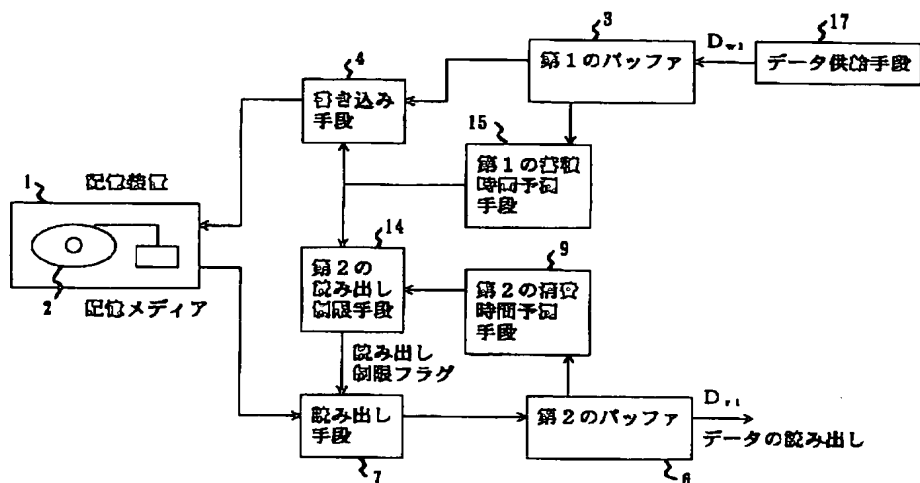 3
第1のバッファ
D_w1
17
データ供給手段
4
書き込み
手段
15
第1の蓄積
時間予測
手段
1
記憶装置
2
記憶メディア
14
第2の
読み出し
制限手段
9
第2の消費
時間予測
手段
読み出し
制限フラグ
読み出し
手段
7
第2のバッファ
6
D_r1
データの読み出し